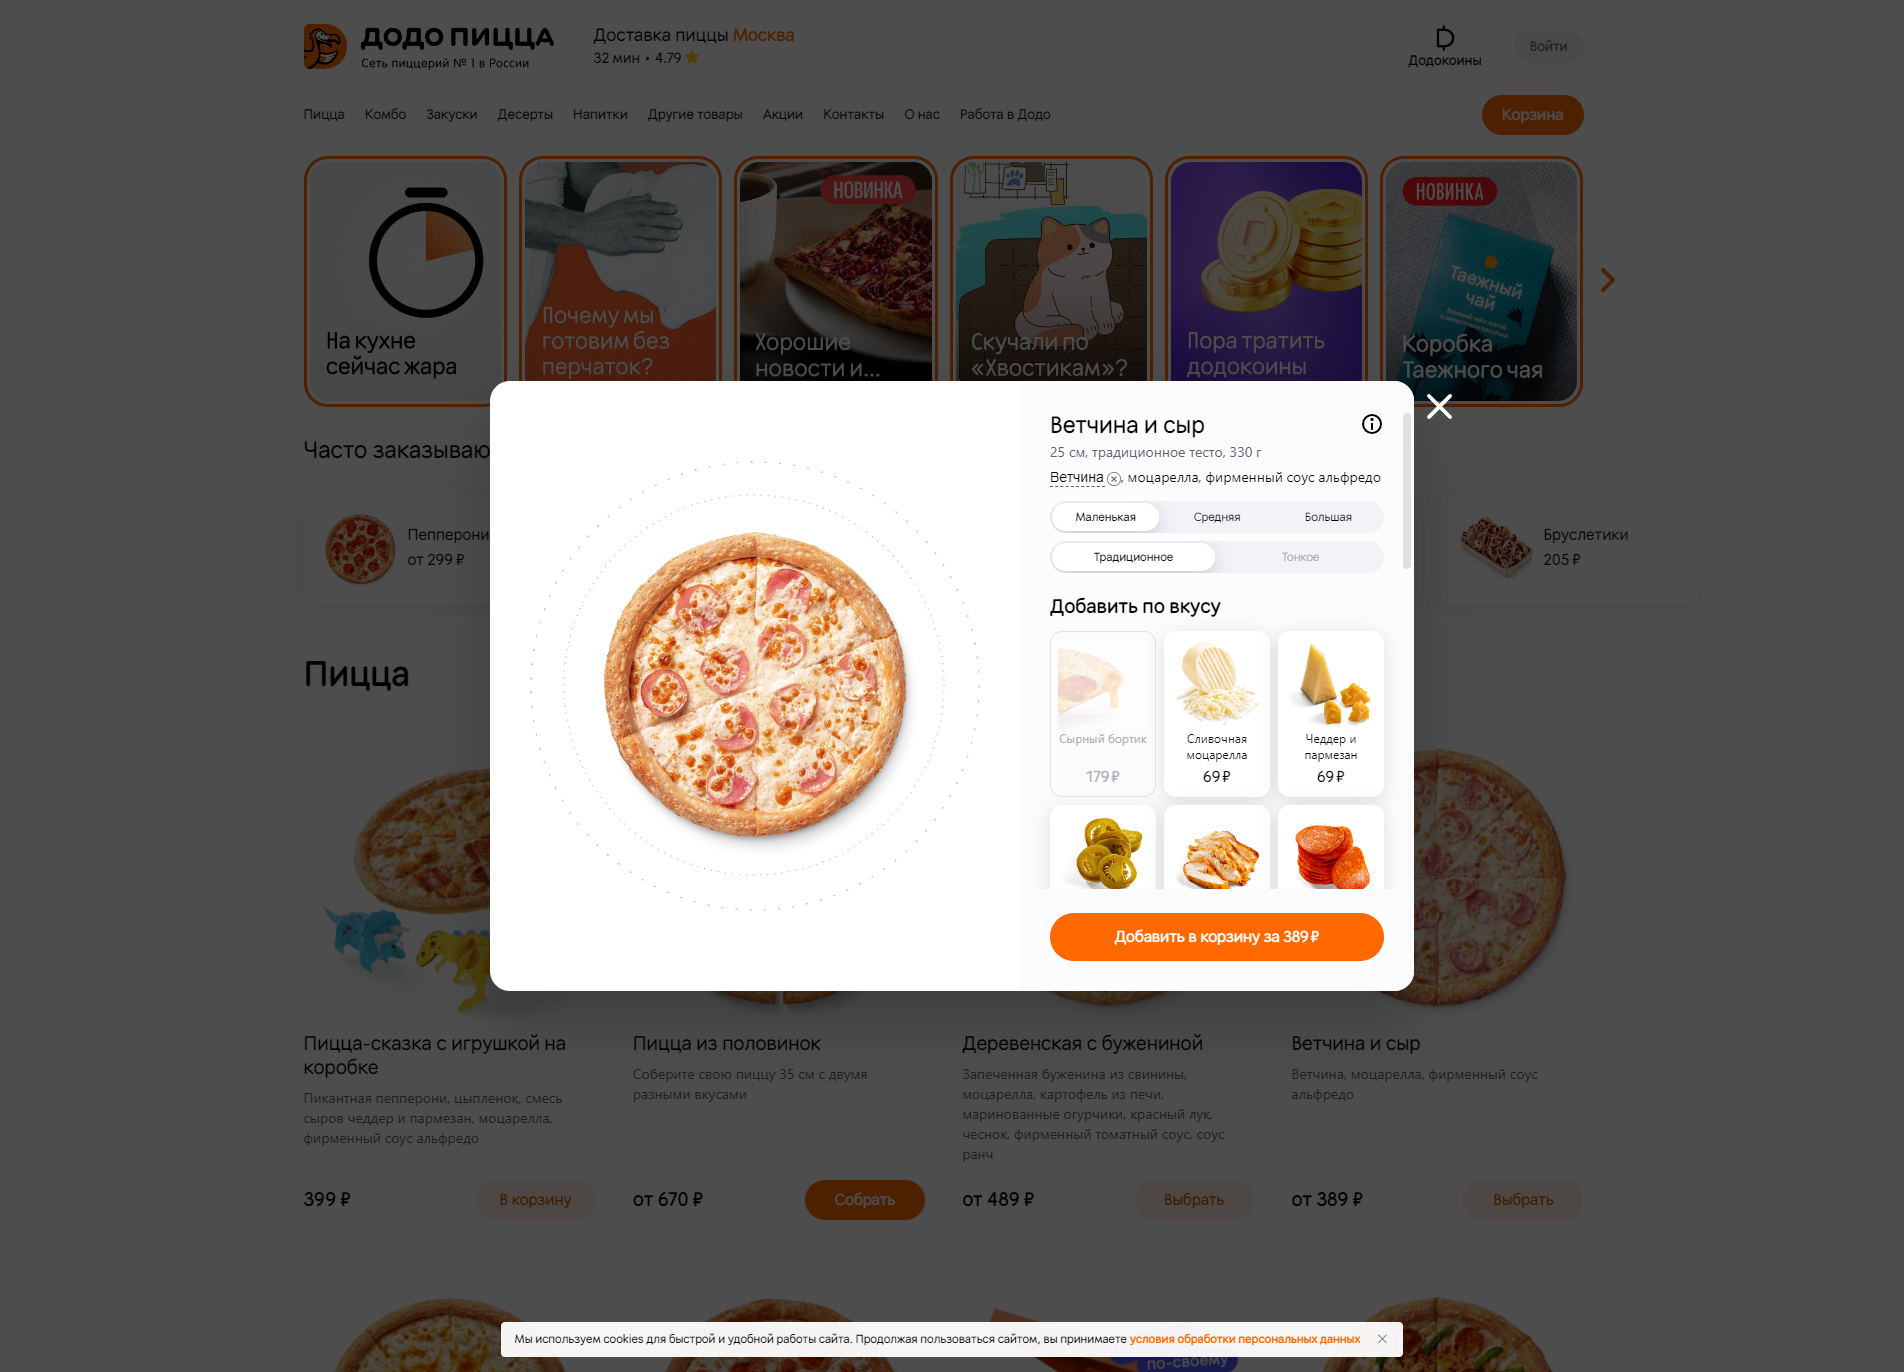 ДОДО ПИЦЦА
Сеть пиццерий № 1 в России
Доставка пиццы Москва
32 мин • 4.79
Додокоины
Войти
Пицца Комбо Закуски Десерты Напитки Другие товары Акции Контакты О нас Работа в Додо
Корзина
На кухне
сейчас жара
Почему мы
готовим без
перчаток?
НОВИНКА
Хорошие
новости и...
Скучали по
«Хвостикам»?
Пора тратить
додокоины
НОВИНКА
Таежный
чай
Коробка
Таежного чая
Часто заказываю
Пепперони
от 299 ₽
Бруслетики
205 ₽
Ветчина и сыр
25 см, традиционное тесто, 330 г
Ветчина, моцарелла, фирменный соус альфредо
Маленькая Средняя Большая
Традиционное Тонкое
Добавить по вкусу
Сырный бортик
179 ₽
Сливочная
моцарелла
69 ₽
Чеддер и
пармезан
69 ₽
Добавить в корзину за 389 ₽
Пицца
Пицца-сказка с игрушкой на
коробке
Пикантная пепперони, цыпленок, смесь
сыров чеддер и пармезан, моцарелла,
фирменный соус альфредо
399 ₽
В корзину
Пицца из половинок
Соберите свою пиццу 35 см с двумя
разными вкусами
от 670 ₽
Собрать
Деревенская с бужениной
Запеченная буженина из свинины,
моцарелла, картофель из печи,
маринованные огурчики, красный лук,
чеснок, фирменный томатный соус, соус
ранч
от 489 ₽
Выбрать
Ветчина и сыр
Ветчина, моцарелла, фирменный соус
альфредо
от 389 ₽
Выбрать
Мы используем cookies для быстрой и удобной работы сайта. Продолжая пользоваться сайтом, вы принимаете условия обработки персональных данных
по-своему